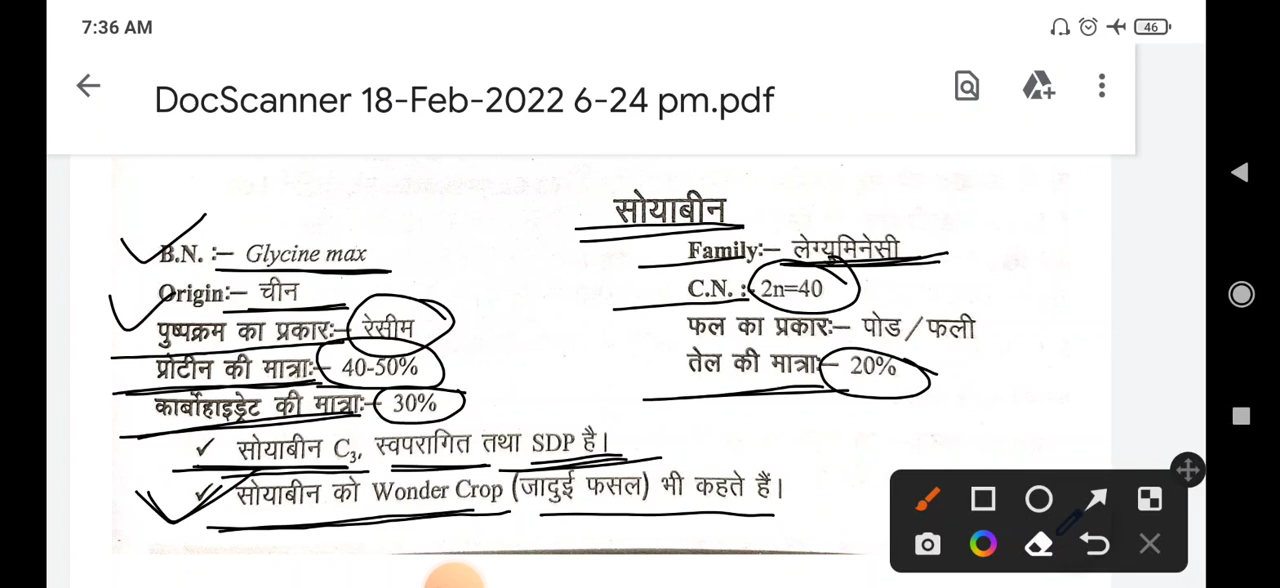 7:36 AM
46
DocScanner 18-Feb-2022 6-24 pm.pdf
सोयाबीन
B.N. :– Glycine max
Family:– लेग्यूमिनेसी
Origin:– चीन
C.N. :– 2n=40
पुष्पक्रम का प्रकार:– रेसीम
फल का प्रकार:– पोड/फली
प्रोटीन की मात्रा:– 40-50%
तेल की मात्रा:– 20%
कार्बोहाइड्रेट की मात्रा:– 30%
✓ सोयाबीन C₃, स्वपरागित तथा SDP है।
✓ सोयाबीन को Wonder Crop (जादुई फसल) भी कहते हैं।